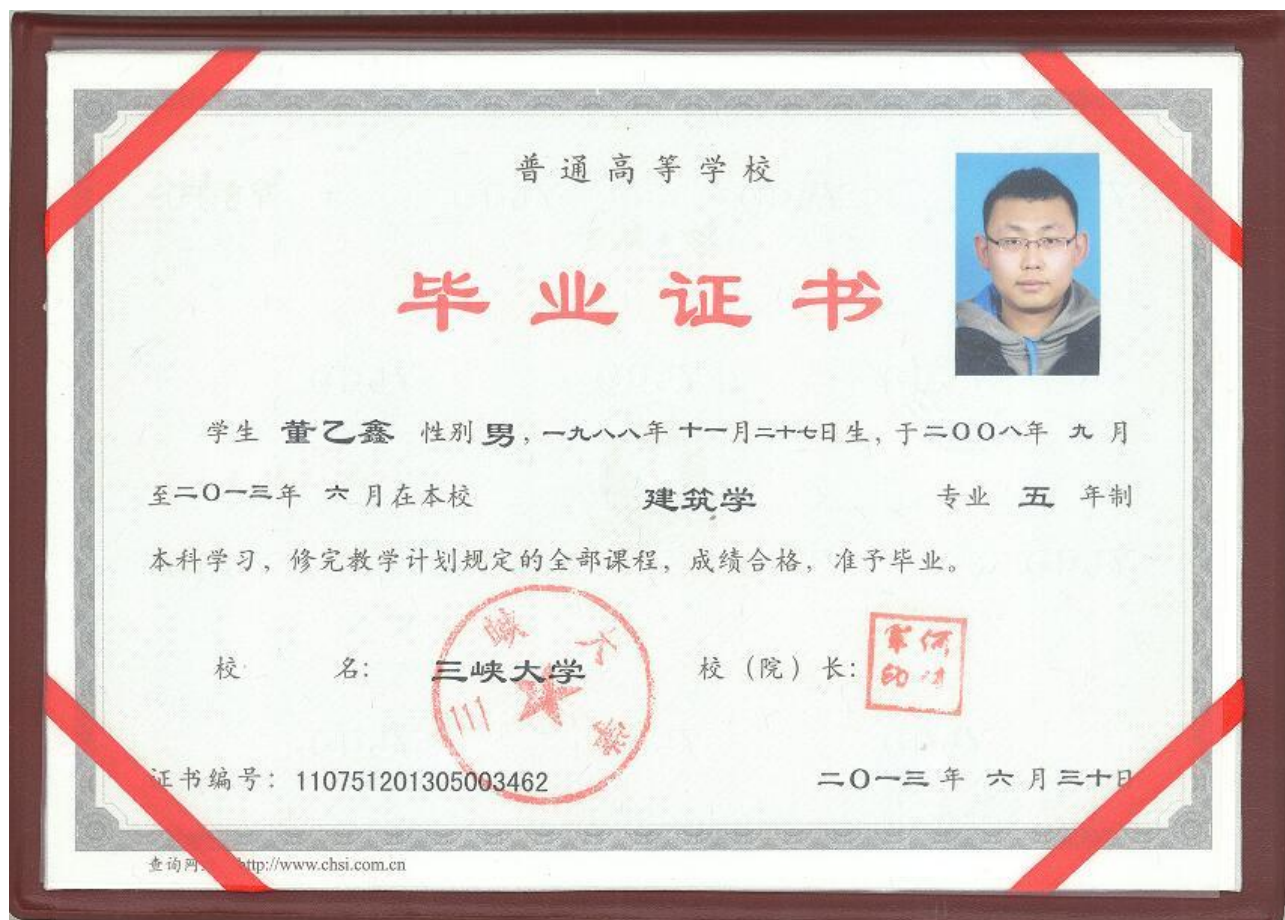 普通高等学校
毕业证书
学生 董乙鑫 性别 男，一九八八年 十一月二十七日生，于二〇〇八年 九 月
至二〇一三年 六 月在本校 建筑学 专业 五 年制
本科学习，修完教学计划规定的全部课程，成绩合格，准予毕业。
校 名：三峡大学 校（院）长：
三峡大学
证书编号：110751201305003462 二〇一三年 六 月三十日
查询网 http://www.chsi.com.cn